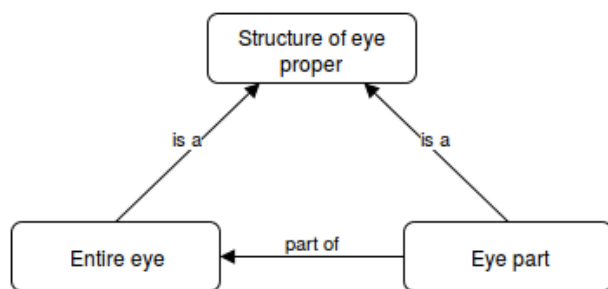 Structure of eye
proper
is a
is a
Entire eye
part of
Eye part